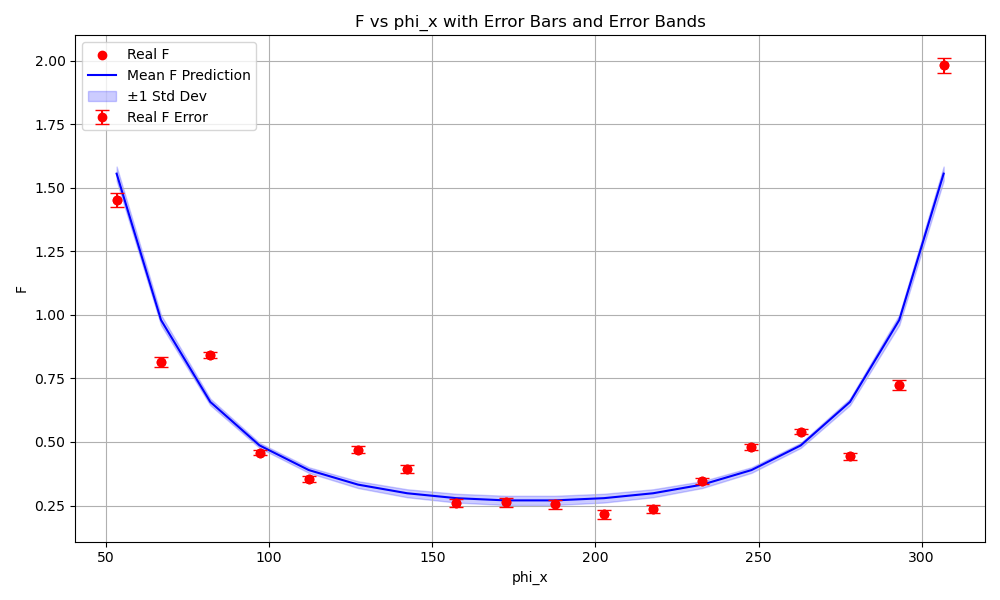 F vs phi_x with Error Bars and Error Bands
Real F
Mean F Prediction
±1 Std Dev
Real F Error
2.00
1.75
1.50
1.25
1.00
0.75
0.50
0.25
F
50
100
150
200
250
300
phi_x